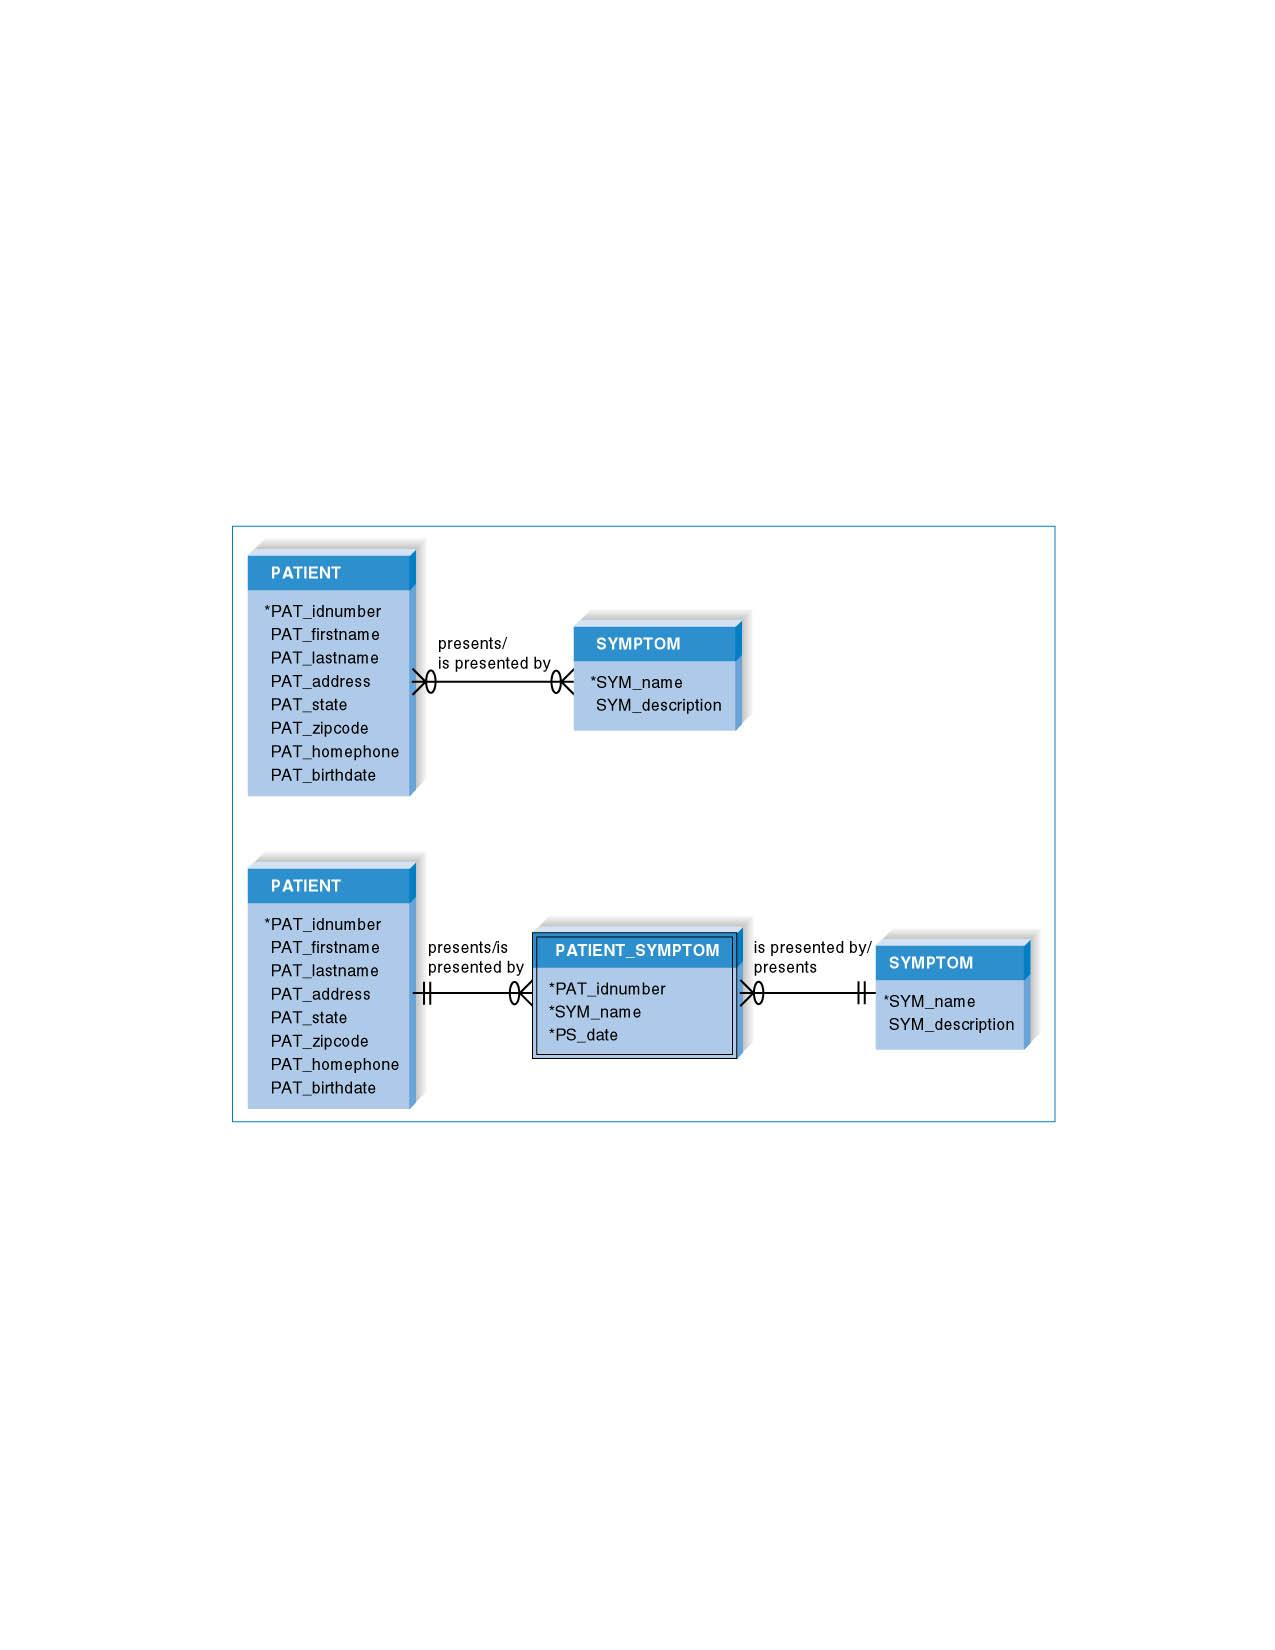 PATIENT
*PAT_idnumber
PAT_firstname
PAT_lastname
PAT_address
PAT_state
PAT_zipcode
PAT_homephone
PAT_birthdate
presents/
is presented by
SYMPTOM
*SYM_name
SYM_description
PATIENT
*PAT_idnumber
PAT_firstname
PAT_lastname
PAT_address
PAT_state
PAT_zipcode
PAT_homephone
PAT_birthdate
presents/is
presented by
PATIENT_SYMPTOM
*PAT_idnumber
*SYM_name
*PS_date
is presented by/
presents
SYMPTOM
*SYM_name
SYM_description